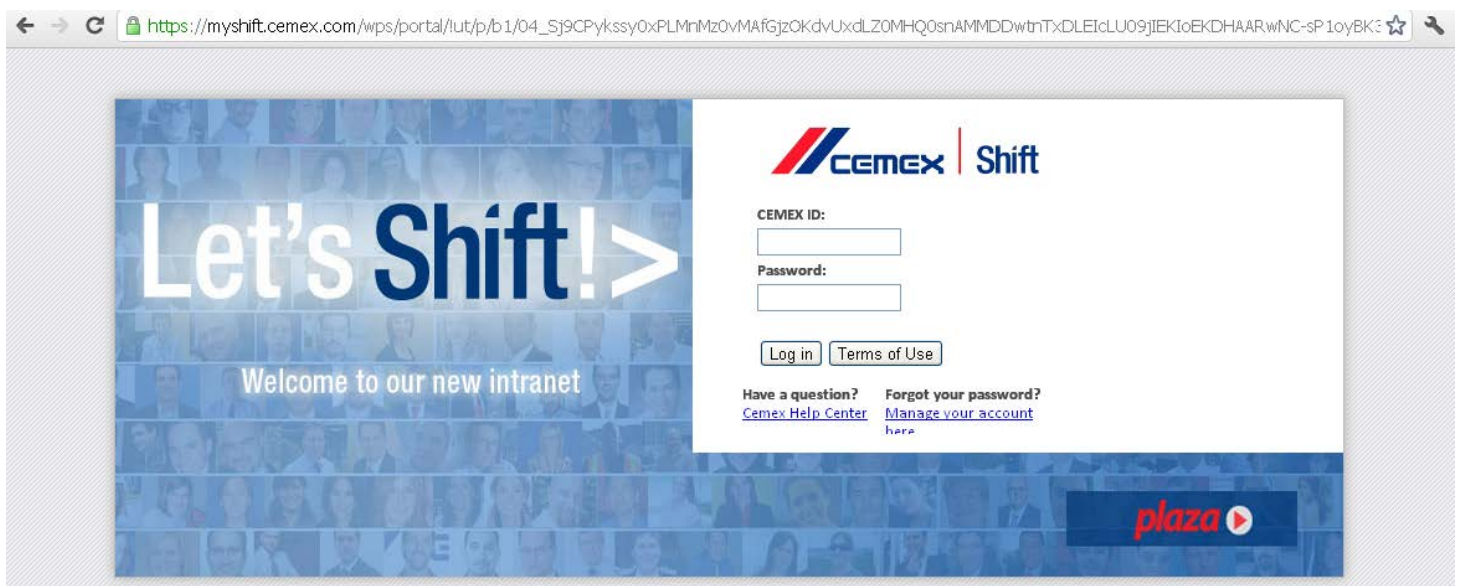 https://myshift.cemex.com/wps/portal/!ut/p/b1/04_Sj9CPykssy0xPLMnMz0vMAfGjzOKdvUxdLZ0MHQ0snAMMDDwtnTxDLEIcLU09jIEKIoEKDHAARwNC-sP1oyBK3
Let's Shift!>
Welcome to our new intranet
CEMEX | Shift
CEMEX ID:
Password:
Log in Terms of Use
Have a question? Forgot your password?
Cemex Help Center Manage your account
here
plaza